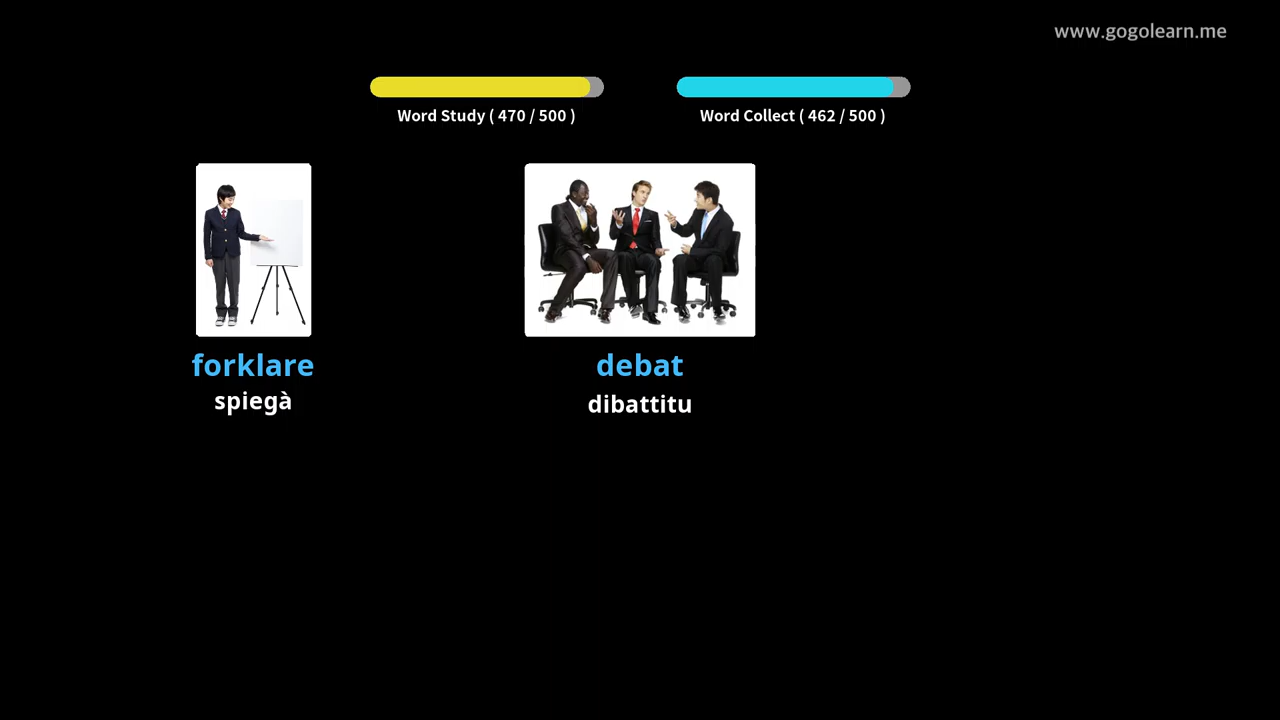 www.gogolearn.me
Word Study ( 470 / 500 )
Word Collect ( 462 / 500 )
forklare
spiegà
debat
dibattitu